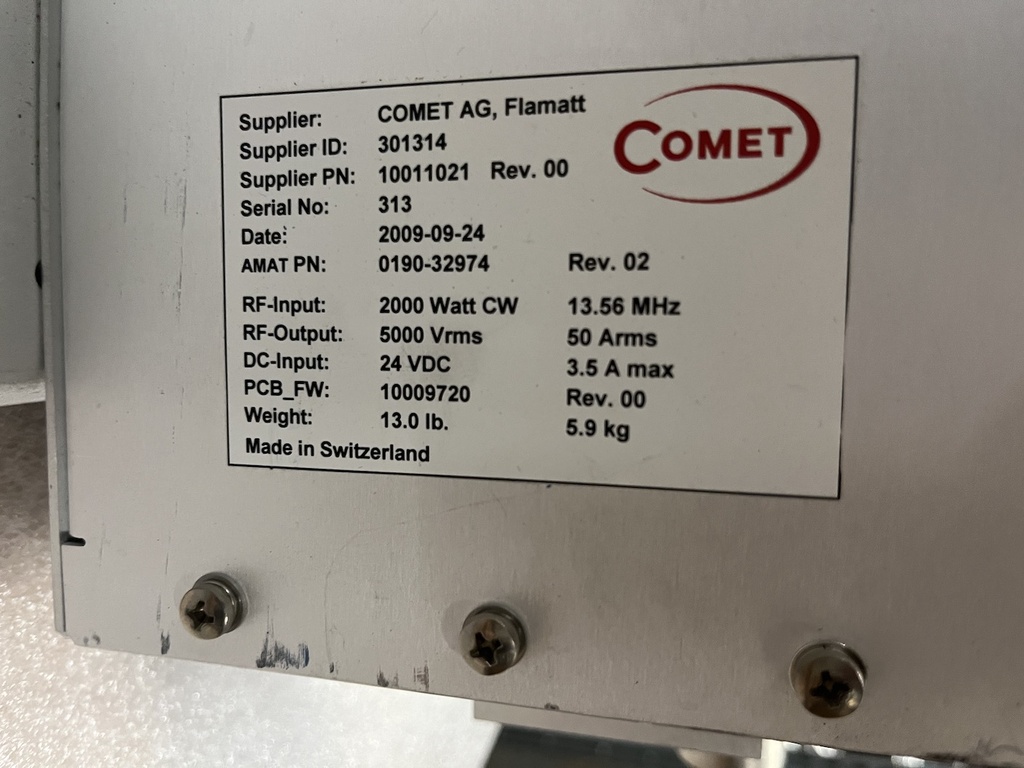 COMET
Supplier: COMET AG, Flamatt
Supplier ID: 301314
Supplier PN: 10011021 Rev. 00
Serial No: 313
Date: 2009-09-24
AMAT PN: 0190-32974 Rev. 02
RF-Input: 2000 Watt CW 13.56 MHz
RF-Output: 5000 Vrms 50 Arms
DC-Input: 24 VDC 3.5 A max
PCB_FW: 10009720 Rev. 00
Weight: 13.0 lb. 5.9 kg
Made in Switzerland